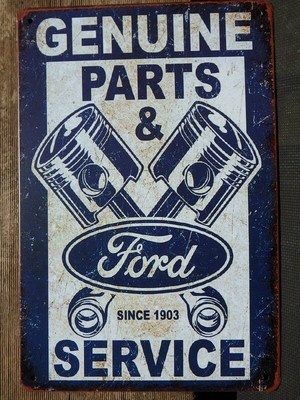 GENUINE
PARTS
&
Ford
SINCE 1903
SERVICE